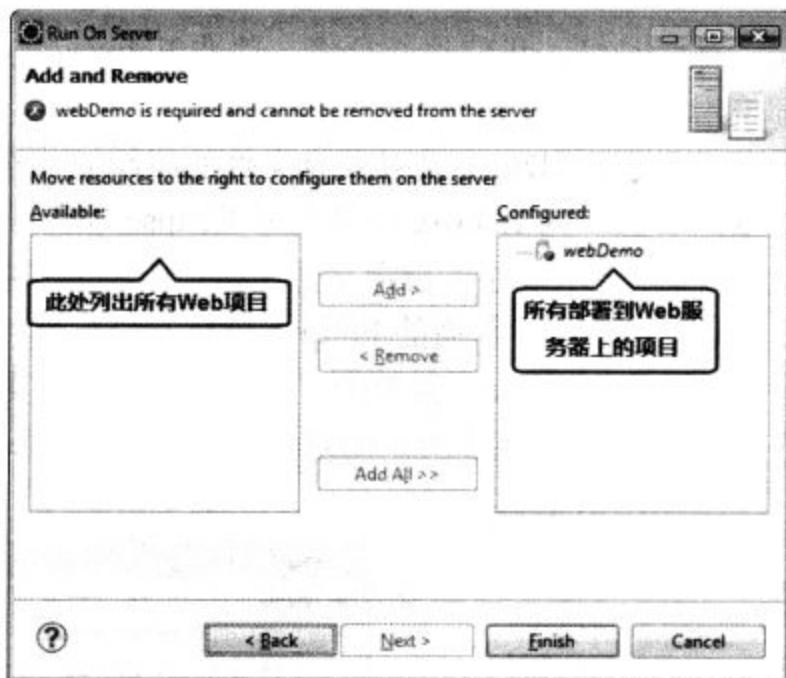 Run On Server
Add and Remove
webDemo is required and cannot be removed from the server
Move resources to the right to configure them on the server
Available:
Configured:
webDemo
此处列出所有Web项目
所有部署到Web服
务器上的项目
Add >
< Remove
Add All >>
< Back
Next >
Finish
Cancel